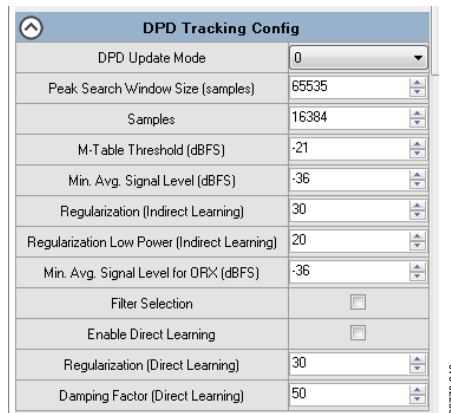 DPD Tracking Config
DPD Update Mode 0
Peak Search Window Size (samples) 65535
Samples 16384
M-Table Threshold (dBFS) -21
Min. Avg. Signal Level (dBFS) -36
Regularization (Indirect Learning) 30
Regularization Low Power (Indirect Learning) 20
Min. Avg. Signal Level for ORX (dBFS) -36
Filter Selection
Enable Direct Learning
Regularization (Direct Learning) 30
Damping Factor (Direct Learning) 50